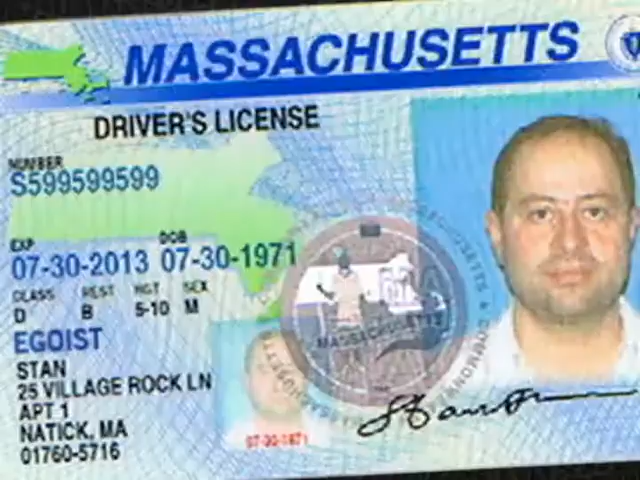 MASSACHUSETTS
DRIVER'S LICENSE
NUMBER
S599599599
EXP DOB
07-30-2013 07-30-1971
CLASS REST HGT SEX
D B 5-10 M
EGOIST
STAN
25 VILLAGE ROCK LN
APT 1
NATICK, MA
01760-5716
MASSACHUSETTS
07-30-1971